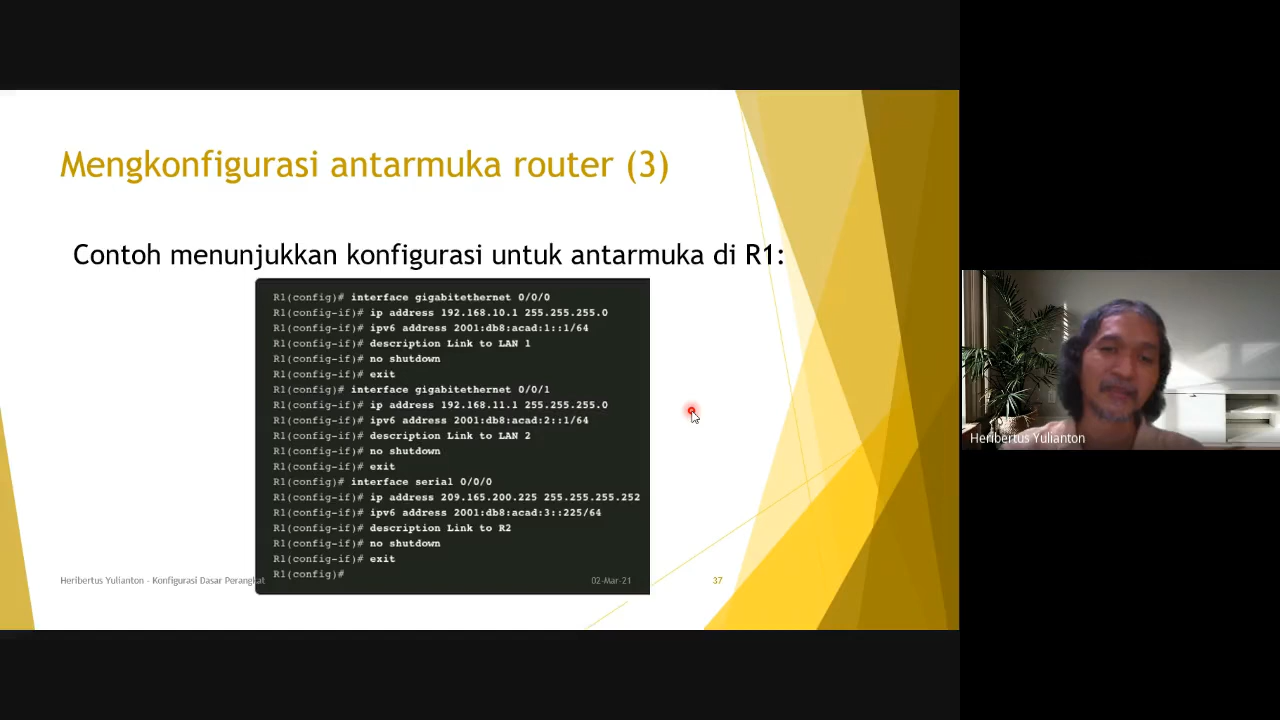 Mengkonfigurasi antarmuka router (3)
Contoh menunjukkan konfigurasi untuk antarmuka di R1:
R1(config)# interface gigabitethernet 0/0/0
R1(config-if)# ip address 192.168.10.1 255.255.255.0
R1(config-if)# ipv6 address 2001:db8:acad:1::1/64
R1(config-if)# description Link to LAN 1
R1(config-if)# no shutdown
R1(config-if)# exit
R1(config)# interface gigabitethernet 0/0/1
R1(config-if)# ip address 192.168.11.1 255.255.255.0
R1(config-if)# ipv6 address 2001:db8:acad:2::1/64
R1(config-if)# description Link to LAN 2
R1(config-if)# no shutdown
R1(config-if)# exit
R1(config)# interface serial 0/0/0
R1(config-if)# ip address 209.165.200.225 255.255.255.252
R1(config-if)# ipv6 address 2001:db8:acad:3::225/64
R1(config-if)# description Link to R2
R1(config-if)# no shutdown
R1(config-if)# exit
R1(config)#
Heribertus Yulianton - Konfigurasi Dasar Perangkat
02-Mar-21
37
Heribertus Yulianton